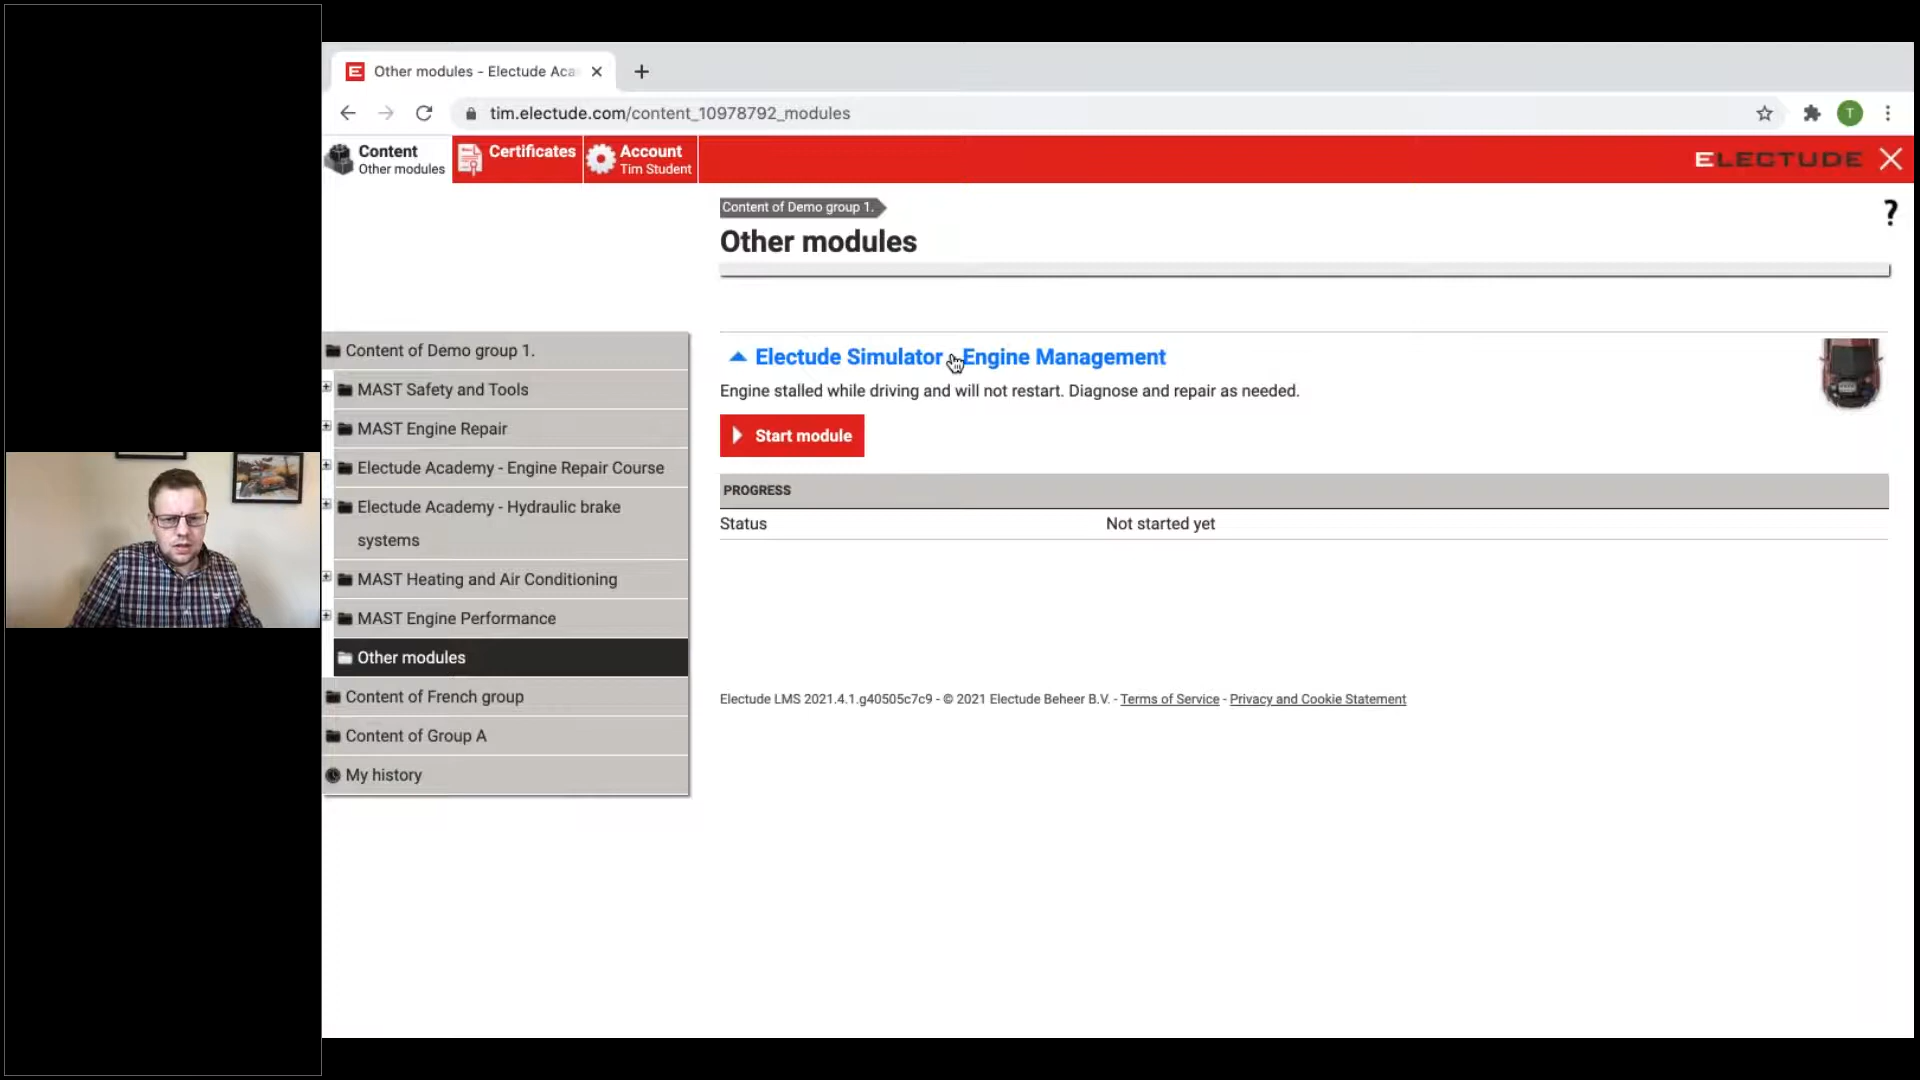 Other modules - Electude Aca
tim.electude.com/content_10978792_modules
T
Content
Other modules
Certificates
Account
Tim Student
ELECTUDE
Content of Demo group 1.
?
Other modules
Content of Demo group 1.
MAST Safety and Tools
MAST Engine Repair
Electude Academy - Engine Repair Course
Electude Academy - Hydraulic brake
systems
MAST Heating and Air Conditioning
MAST Engine Performance
Other modules
Content of French group
Content of Group A
My history
Electude Simulator - Engine Management
Engine stalled while driving and will not restart. Diagnose and repair as needed.
Start module
PROGRESS
Status Not started yet
Electude LMS 2021.4.1.g40505c7c9 - © 2021 Electude Beheer B.V. - Terms of Service - Privacy and Cookie Statement